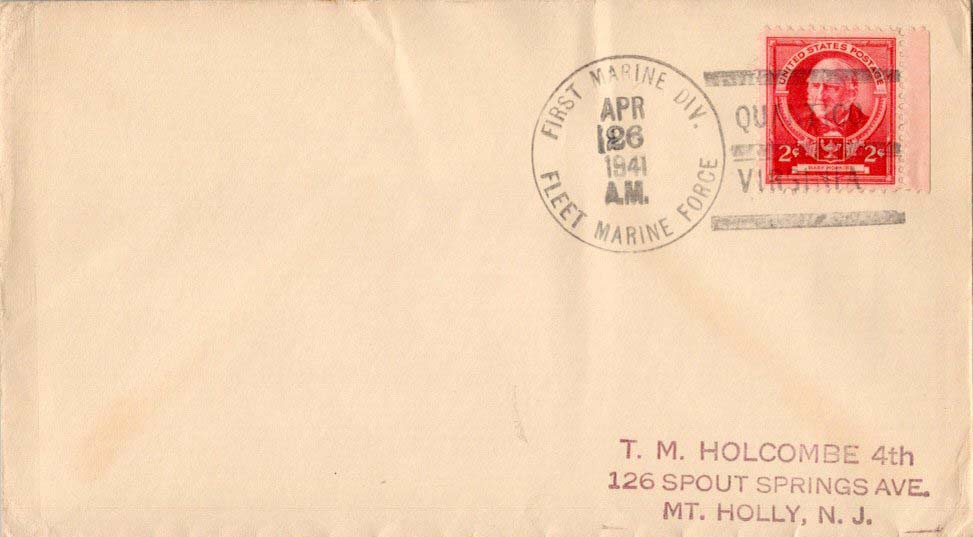 FIRST MARINE DIV.
APR
26
1941
A.M.
FLEET MARINE FORCE
QUANTICO
VIRGINIA
UNITED STATES POSTAGE
2¢ 2¢
T. M. HOLCOMBE 4th
126 SPOUT SPRINGS AVE.
MT. HOLLY, N. J.